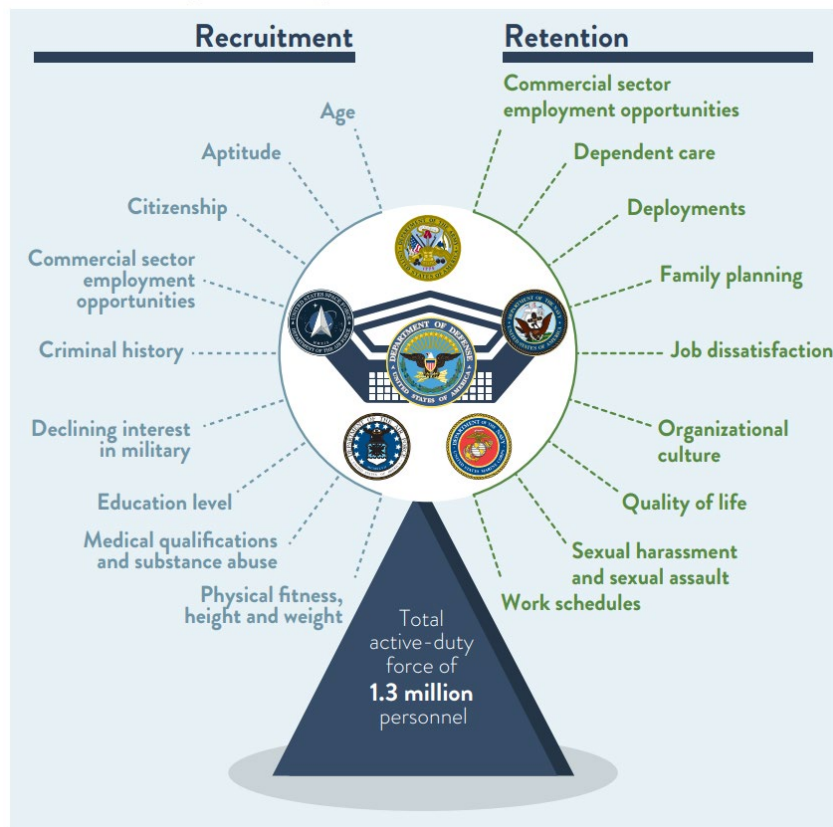 Recruitment
Age
Aptitude
Citizenship
Commercial sector
employment
opportunities
Criminal history
Declining interest
in military
Education level
Medical qualifications
and substance abuse
Physical fitness,
height and weight
Retention
Commercial sector
employment opportunities
Dependent care
Deployments
Family planning
Job dissatisfaction
Organizational
culture
Quality of life
Sexual harassment
and sexual assault
Work schedules
DEPARTMENT OF DEFENSE
UNITED STATES OF AMERICA
Total
active-duty
force of
1.3 million
personnel